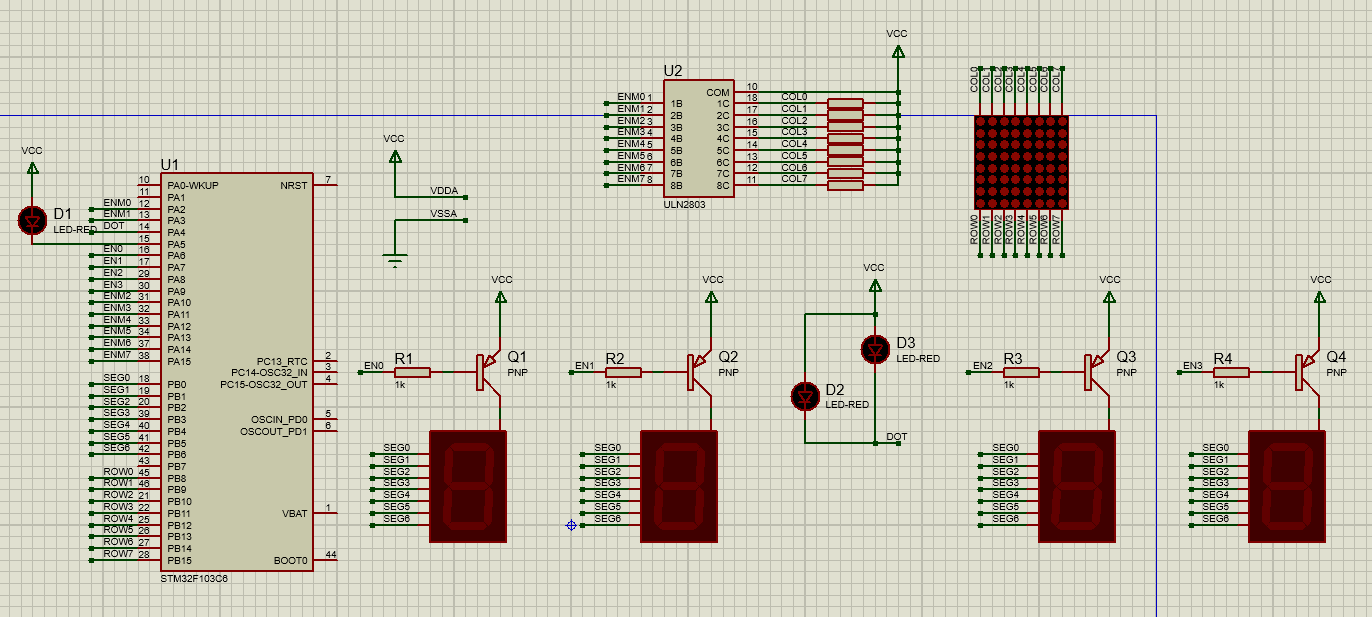 VCC
U2
COM 10
ENM0 1 1B 1C 18 COL0
ENM1 2 2B 2C 17 COL1
ENM2 3 3B 3C 16 COL2
ENM3 4 4B 4C 15 COL3
ENM4 5 5B 5C 14 COL4
ENM5 6 6B 6C 13 COL5
ENM6 7 7B 7C 12 COL6
ENM7 8 8B 8C 11 COL7
ULN2803
COL0
ROW0
ROW1
ROW2
ROW3
ROW4
ROW5
ROW6
ROW7
VCC
D1
LED-RED
VCC
VDDA
VSSA
U1
10 PA0-WKUP NRST 7
11 PA1
ENM0 12 PA2
ENM1 13 PA3
DOT 14 PA4
15 PA5
EN0 16 PA6
EN1 17 PA7
EN2 29 PA8
EN3 30 PA9
ENM2 31 PA10
ENM3 32 PA11
ENM4 33 PA12
ENM5 34 PA13
ENM6 37 PA14
ENM7 38 PA15
PC13_RTC 2
PC14-OSC32_IN 3
PC15-OSC32_OUT 4
SEG0 18 PB0
SEG1 19 PB1
SEG2 20 PB2
SEG3 39 PB3
SEG4 40 PB4
SEG5 41 PB5
SEG6 42 PB6
43 PB7
OSCIN_PD0 5
OSCOUT_PD1 6
ROW0 45 PB8
ROW1 46 PB9
ROW2 21 PB10
ROW3 22 PB11
ROW4 25 PB12
ROW5 26 PB13
ROW6 27 PB14
ROW7 28 PB15
VBAT 1
BOOT0 44
STM32F103C6
VCC
EN0 R1 Q1
1k PNP
SEG0
SEG1
SEG2
SEG3
SEG4
SEG5
SEG6
VCC
EN1 R2 Q2
1k PNP
SEG0
SEG1
SEG2
SEG3
SEG4
SEG5
SEG6
VCC
D3
LED-RED
D2
LED-RED
DOT
VCC
EN2 R3 Q3
1k PNP
SEG0
SEG1
SEG2
SEG3
SEG4
SEG5
SEG6
VCC
EN3 R4 Q4
1k PNP
SEG0
SEG1
SEG2
SEG3
SEG4
SEG5
SEG6